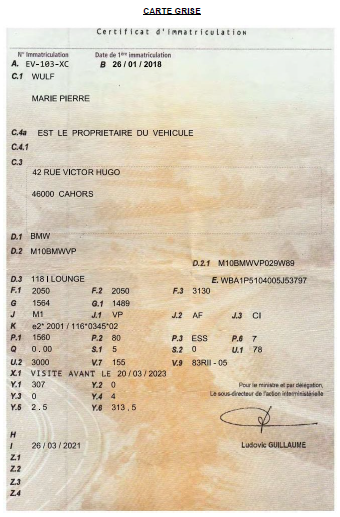 CARTE GRISE
Certificat d'immatriculation
N° Immatriculation Date de 1ère immatriculation
A. EV-103-XC B 26 / 01 / 2018
C.1 WULF
MARIE PIERRE
C.4a EST LE PROPRIETAIRE DU VEHICULE
C.4.1
C.3
42 RUE VICTOR HUGO
46000 CAHORS
D.1 BMW
D.2 M10BMWVP
D.2.1 M10BMWVP029W89
D.3 118 I LOUNGE E. WBA1P5104005J53797
F.1 2050 F.2 2050 F.3 3130
G 1564 G.1 1489
J M1 J.1 VP J.2 AF J.3 CI
K e2* 2001 / 116*0345*02
P.1 1560 P.2 80 P.3 ESS P.6 7
Q 0.00 S.1 5 S.2 0 U.1 78
U.2 3000 V.7 155 V.9 83RII - 05
X.1 VISITE AVANT LE 20 / 03 / 2023
Y.1 307 Y.2 0
Y.3 0 Y.4 4
Y.5 2.5 Y.6 313,5
Pour le ministre et par délégation,
Le sous-directeur de l'action interministérielle
H
I 26 / 03 / 2021 Ludovic GUILLAUME
Z.1
Z.2
Z.3
Z.4